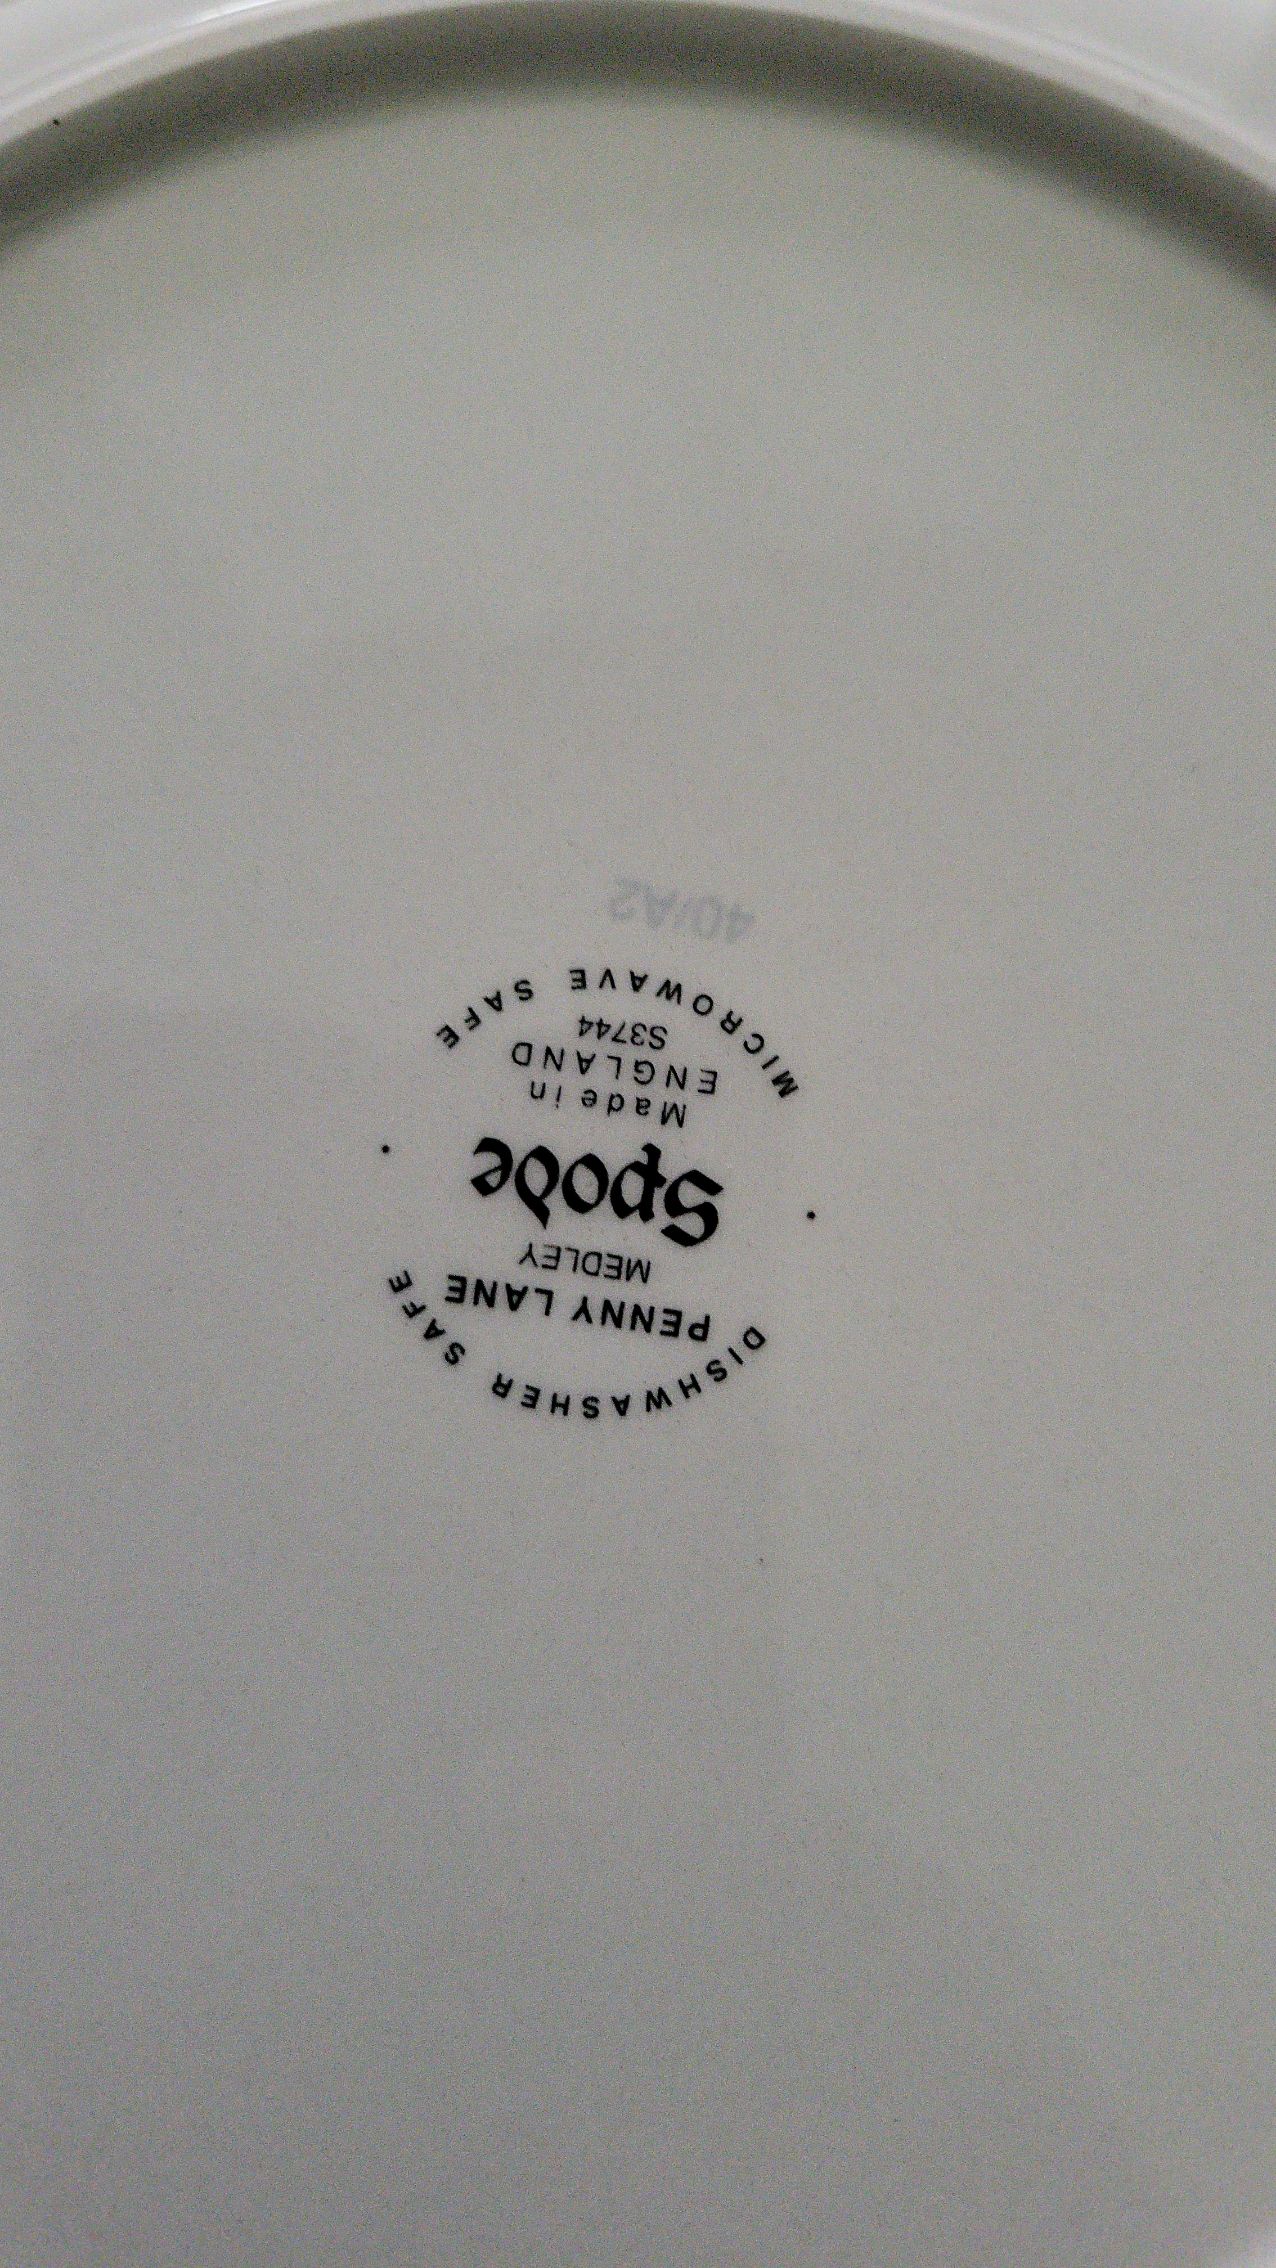 DISHWASHER SAFE
PENNY LANE
MEDLEY
Spode
Made in
ENGLAND
S3744
MICROWAVE SAFE
40/A2